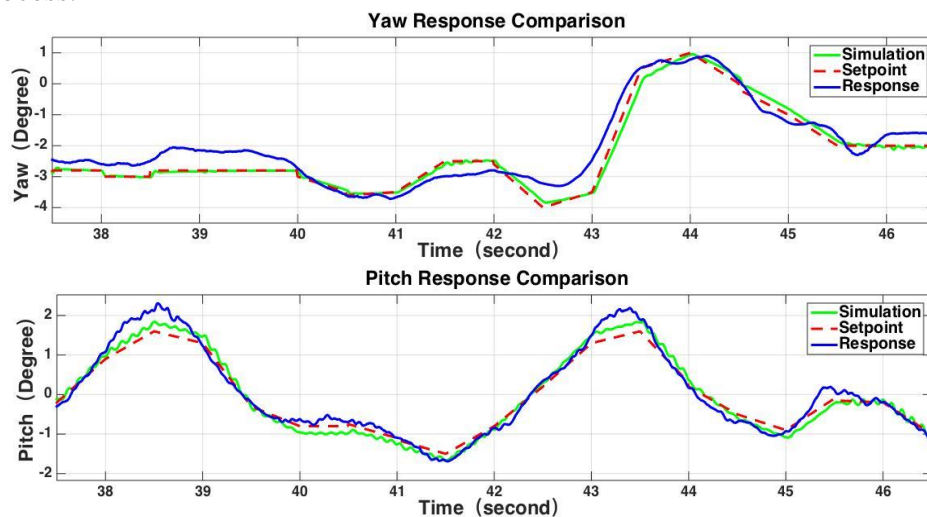 Yaw Response Comparison
Yaw (Degree)
1
0
-1
-2
-3
-4
Simulation
Setpoint
Response
38 39 40 41 42 43 44 45 46
Time (second)
Pitch Response Comparison
Pitch (Degree)
2
1
0
-1
-2
Simulation
Setpoint
Response
38 39 40 41 42 43 44 45 46
Time (second)